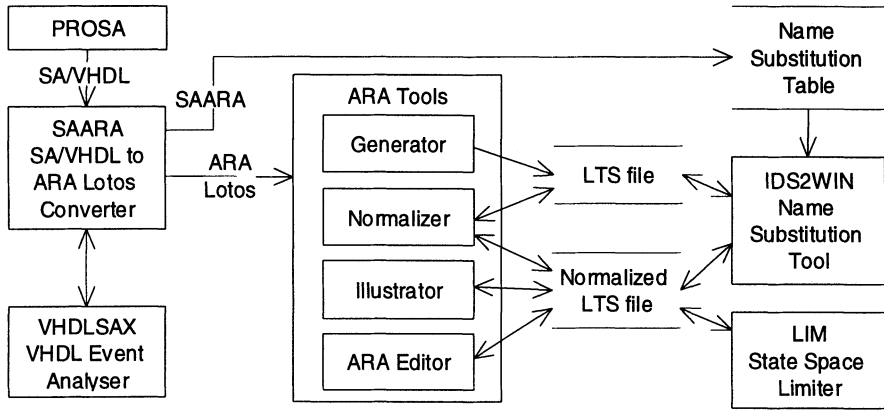 PROSA
SA/VHDL
SAARA
SA/VHDL to
ARA Lotos
Converter
VHDLSAX
VHDL Event
Analyser
SAARA
ARA
Lotos
ARA Tools
Generator
Normalizer
Illustrator
ARA Editor
LTS file
Normalized
LTS file
Name
Substitution
Table
IDS2WIN
Name
Substitution
Tool
LIM
State Space
Limiter